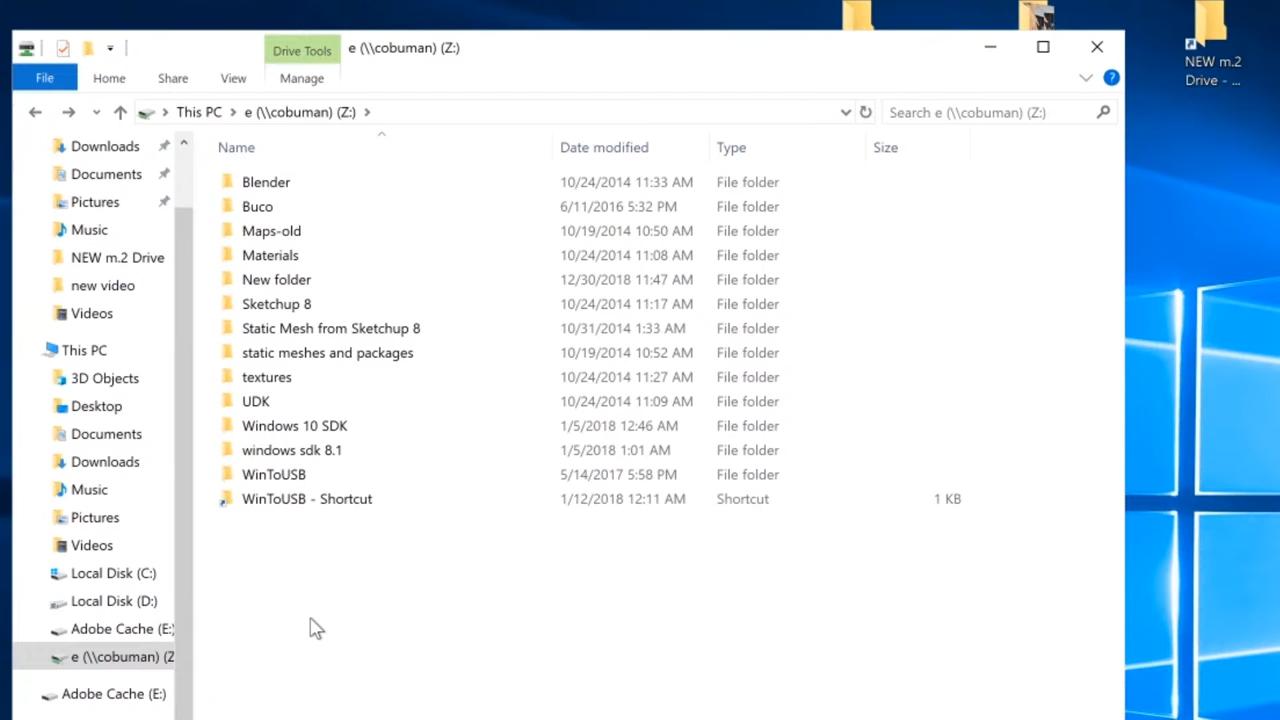 NEW m.2
Drive - ...
Drive Tools e (\\cobuman) (Z:)
File Home Share View Manage
This PC e (\\cobuman) (Z:) Search e (\\cobuman) (Z:)
Downloads
Documents
Pictures
Music
NEW m.2 Drive
new video
Videos
This PC
3D Objects
Desktop
Documents
Downloads
Music
Pictures
Videos
Local Disk (C:)
Local Disk (D:)
Adobe Cache (E:)
e (\\cobuman) (Z
Adobe Cache (E:)
Name Date modified Type Size
Blender 10/24/2014 11:33 AM File folder
Buco 6/11/2016 5:32 PM File folder
Maps-old 10/19/2014 10:50 AM File folder
Materials 10/24/2014 11:08 AM File folder
New folder 12/30/2018 11:47 AM File folder
Sketchup 8 10/24/2014 11:17 AM File folder
Static Mesh from Sketchup 8 10/31/2014 1:33 AM File folder
static meshes and packages 10/19/2014 10:52 AM File folder
textures 10/24/2014 11:27 AM File folder
UDK 10/24/2014 11:09 AM File folder
Windows 10 SDK 1/5/2018 12:46 AM File folder
windows sdk 8.1 1/5/2018 1:01 AM File folder
WinToUSB 5/14/2017 5:58 PM File folder
WinToUSB - Shortcut 1/12/2018 12:11 AM Shortcut 1 KB